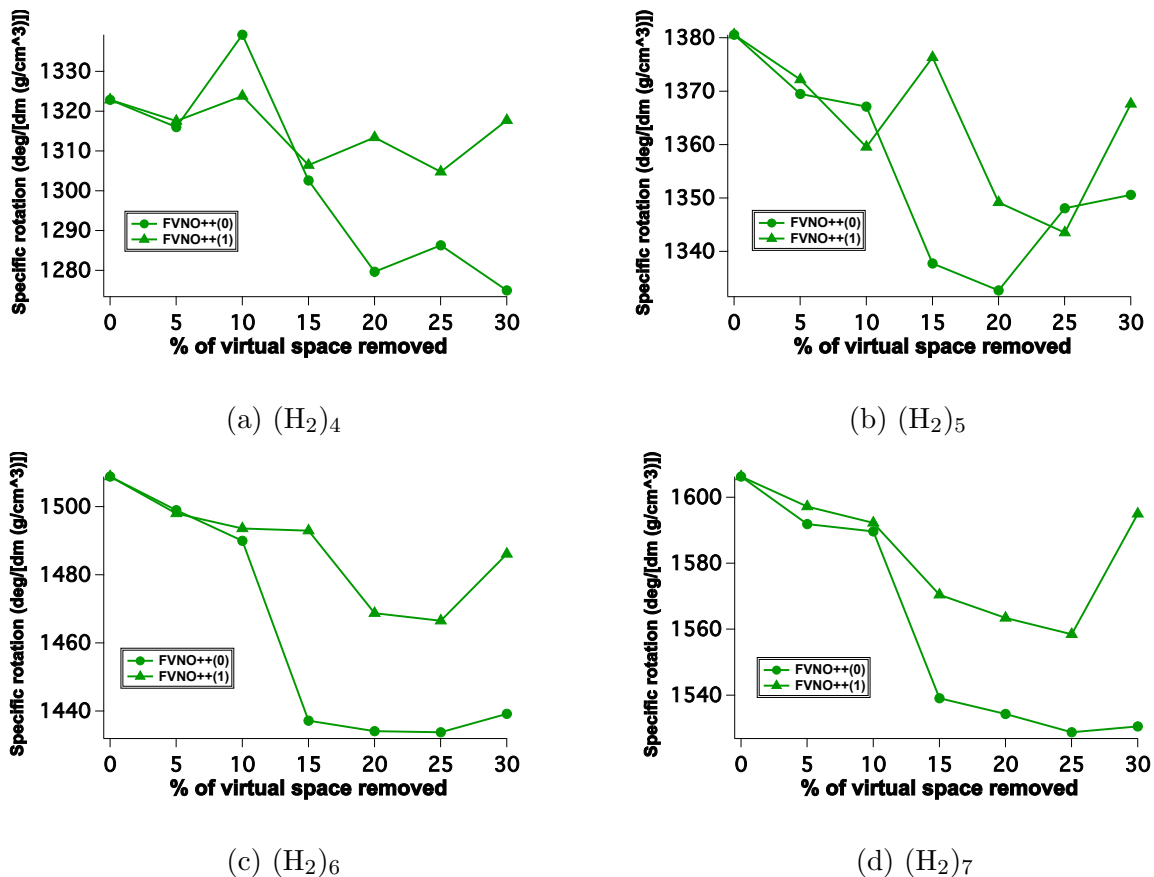 Specific rotation (deg/[dm (g/cm^3)])
1330
1320
1310
1300
1290
1280
FVNO++(0)
FVNO++(1)
0 5 10 15 20 25 30
% of virtual space removed
(a) (H₂)₄
Specific rotation (deg/[dm (g/cm^3)])
1380
1370
1360
1350
1340
FVNO++(0)
FVNO++(1)
0 5 10 15 20 25 30
% of virtual space removed
(b) (H₂)₅
Specific rotation (deg/[dm (g/cm^3)])
1500
1480
1460
1440
FVNO++(0)
FVNO++(1)
0 5 10 15 20 25 30
% of virtual space removed
(c) (H₂)₆
Specific rotation (deg/[dm (g/cm^3)])
1600
1580
1560
1540
FVNO++(0)
FVNO++(1)
0 5 10 15 20 25 30
% of virtual space removed
(d) (H₂)₇